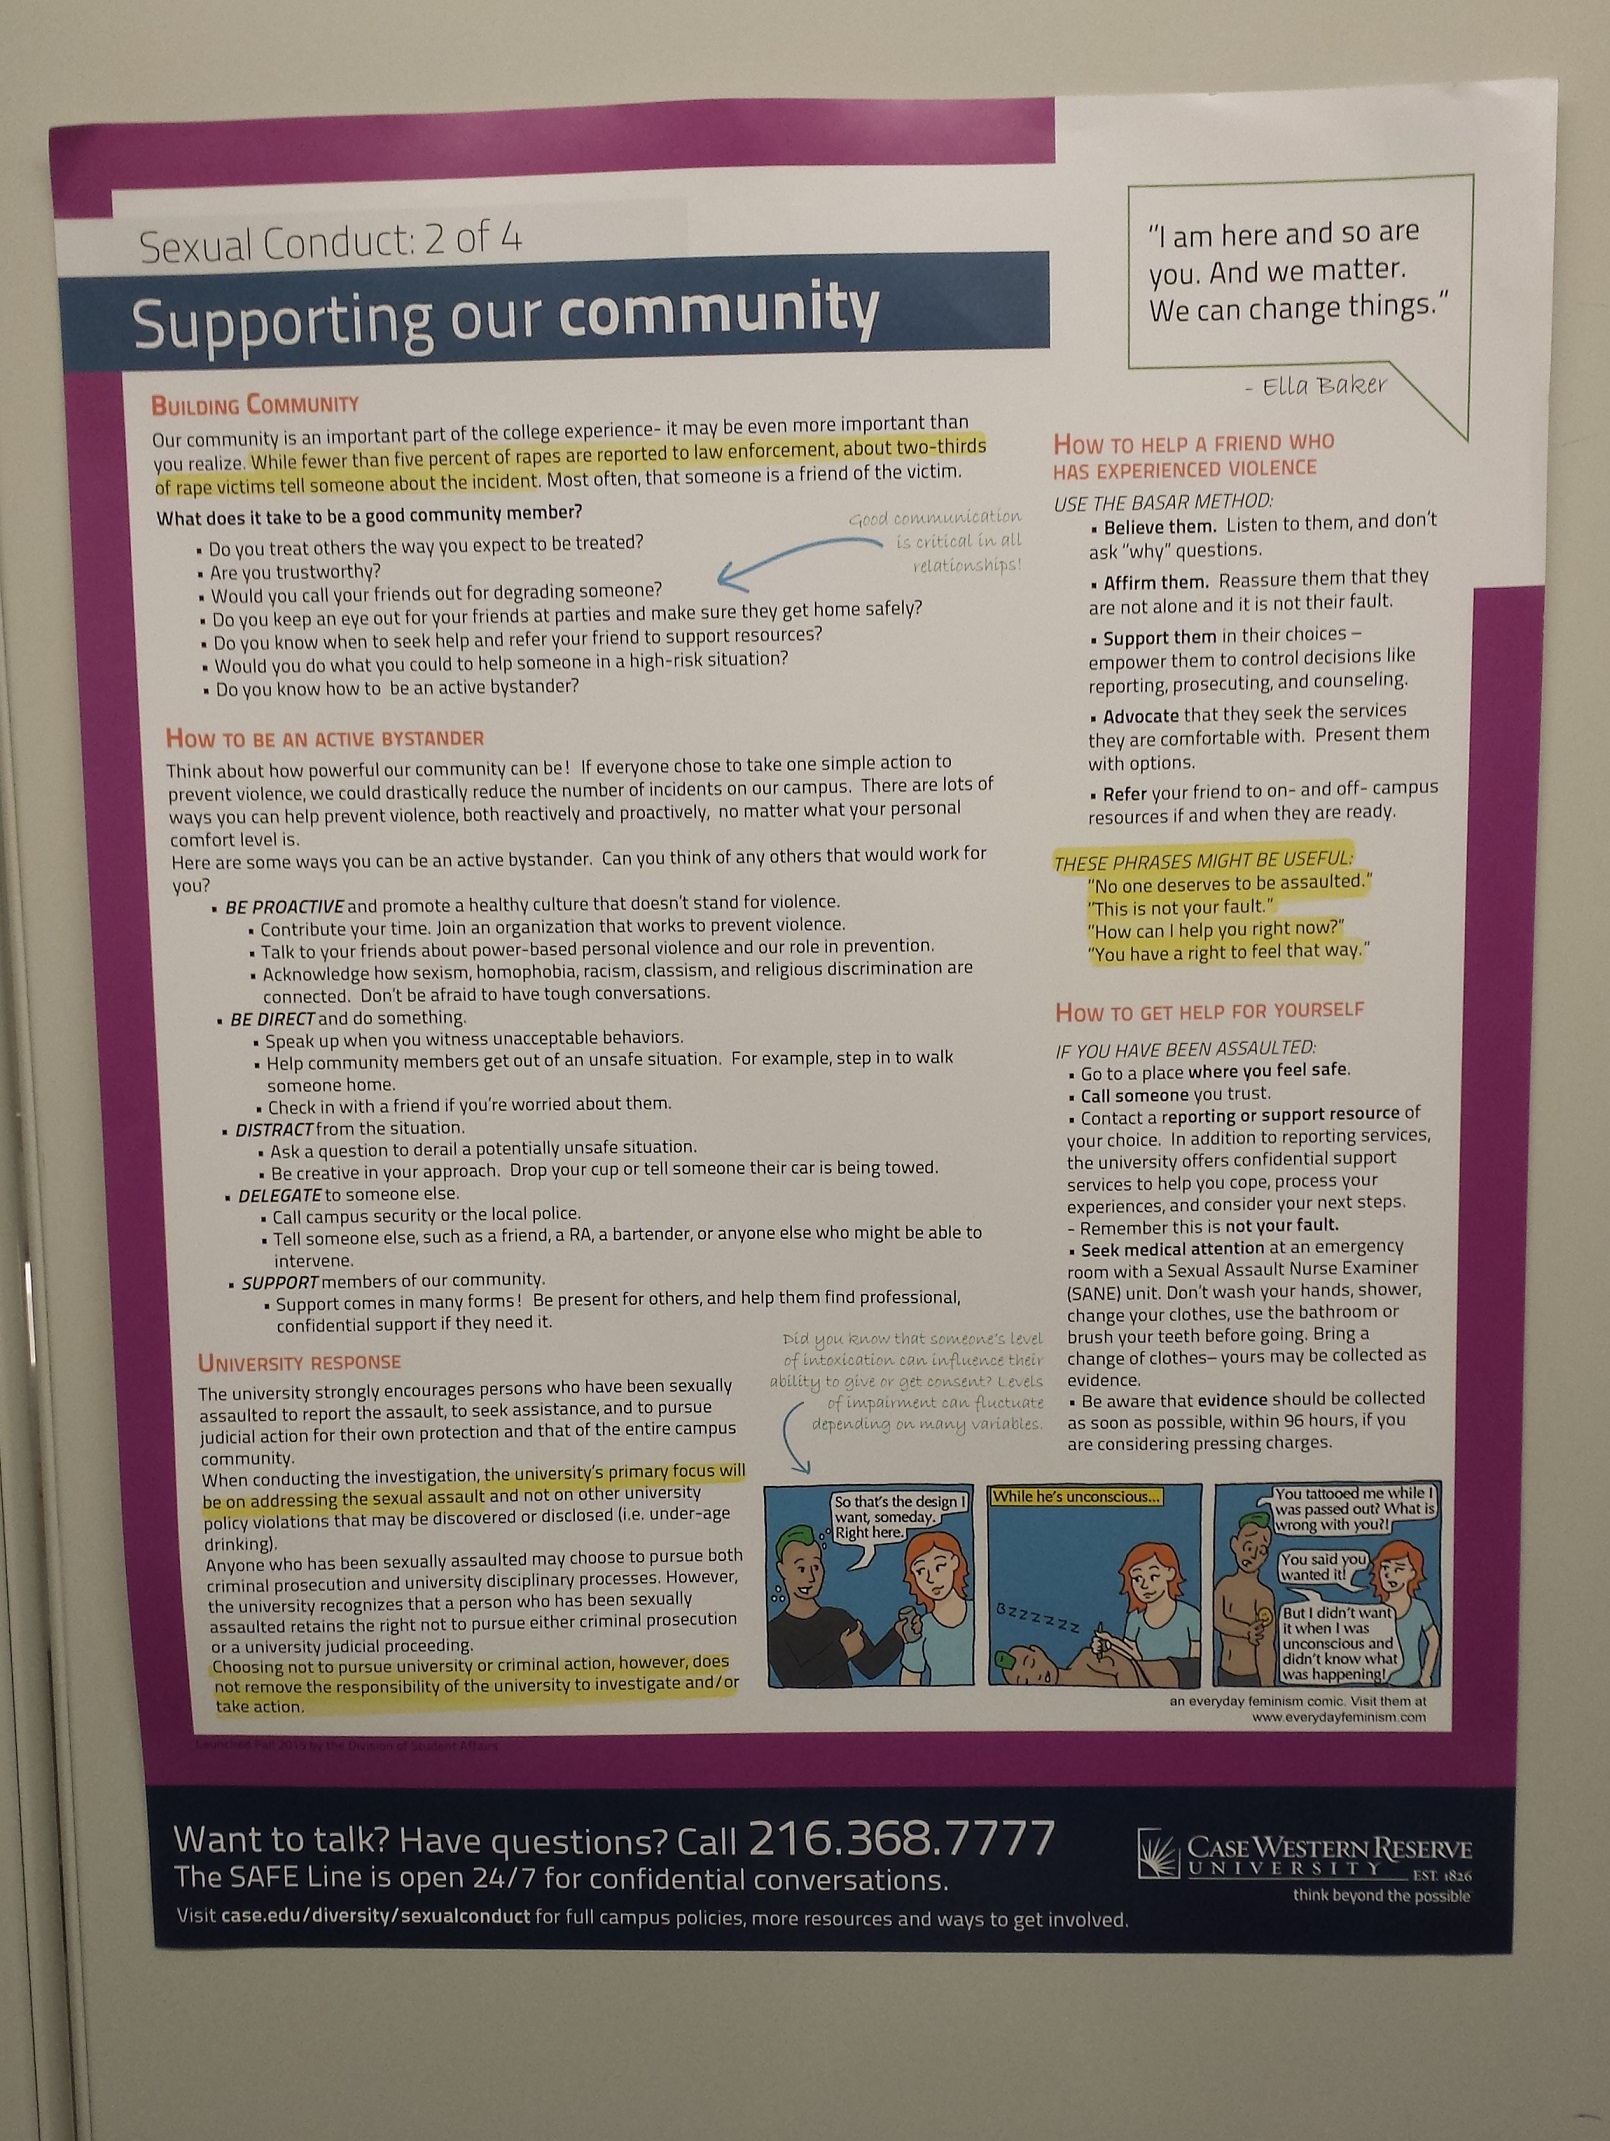 Sexual Conduct: 2 of 4
Supporting our community
"I am here and so are
you. And we matter.
We can change things."
- Ella Baker
BUILDING COMMUNITY
Our community is an important part of the college experience- it may be even more important than
you realize. While fewer than five percent of rapes are reported to law enforcement, about two-thirds
of rape victims tell someone about the incident. Most often, that someone is a friend of the victim.
What does it take to be a good community member?
▪ Do you treat others the way you expect to be treated?
▪ Are you trustworthy?
▪ Would you call your friends out for degrading someone?
▪ Do you keep an eye out for your friends at parties and make sure they get home safely?
▪ Do you know when to seek help and refer your friend to support resources?
▪ Would you do what you could to help someone in a high-risk situation?
▪ Do you know how to be an active bystander?
Good communication
is critical in all
relationships!
HOW TO BE AN ACTIVE BYSTANDER
Think about how powerful our community can be! If everyone chose to take one simple action to
prevent violence, we could drastically reduce the number of incidents on our campus. There are lots of
ways you can help prevent violence, both reactively and proactively, no matter what your personal
comfort level is.
Here are some ways you can be an active bystander. Can you think of any others that would work for
you?
▪ BE PROACTIVE and promote a healthy culture that doesn't stand for violence.
▪ Contribute your time. Join an organization that works to prevent violence.
▪ Talk to your friends about power-based personal violence and our role in prevention.
▪ Acknowledge how sexism, homophobia, racism, classism, and religious discrimination are
connected. Don't be afraid to have tough conversations.
▪ BE DIRECT and do something.
▪ Speak up when you witness unacceptable behaviors.
▪ Help community members get out of an unsafe situation. For example, step in to walk
someone home.
▪ Check in with a friend if you're worried about them.
▪ DISTRACT from the situation.
▪ Ask a question to derail a potentially unsafe situation.
▪ Be creative in your approach. Drop your cup or tell someone their car is being towed.
▪ DELEGATE to someone else.
▪ Call campus security or the local police.
▪ Tell someone else, such as a friend, a RA, a bartender, or anyone else who might be able to
intervene.
▪ SUPPORT members of our community.
▪ Support comes in many forms! Be present for others, and help them find professional,
confidential support if they need it.
UNIVERSITY RESPONSE
The university strongly encourages persons who have been sexually
assaulted to report the assault, to seek assistance, and to pursue
judicial action for their own protection and that of the entire campus
community.
When conducting the investigation, the university's primary focus will
be on addressing the sexual assault and not on other university
policy violations that may be discovered or disclosed (i.e. under-age
drinking).
Anyone who has been sexually assaulted may choose to pursue both
criminal prosecution and university disciplinary processes. However,
the university recognizes that a person who has been sexually
assaulted retains the right not to pursue either criminal prosecution
or a university judicial proceeding.
Choosing not to pursue university or criminal action, however, does
not remove the responsibility of the university to investigate and/or
take action.
Launched Fall 2015 by the Division of Student Affairs
HOW TO HELP A FRIEND WHO
HAS EXPERIENCED VIOLENCE
USE THE BASAR METHOD:
▪ Believe them. Listen to them, and don't
ask "why" questions.
▪ Affirm them. Reassure them that they
are not alone and it is not their fault.
▪ Support them in their choices –
empower them to control decisions like
reporting, prosecuting, and counseling.
▪ Advocate that they seek the services
they are comfortable with. Present them
with options.
▪ Refer your friend to on- and off- campus
resources if and when they are ready.
THESE PHRASES MIGHT BE USEFUL:
"No one deserves to be assaulted."
"This is not your fault."
"How can I help you right now?"
"You have a right to feel that way."
HOW TO GET HELP FOR YOURSELF
IF YOU HAVE BEEN ASSAULTED:
▪ Go to a place where you feel safe.
▪ Call someone you trust.
▪ Contact a reporting or support resource of
your choice. In addition to reporting services,
the university offers confidential support
services to help you cope, process your
experiences, and consider your next steps.
- Remember this is not your fault.
▪ Seek medical attention at an emergency
room with a Sexual Assault Nurse Examiner
(SANE) unit. Don't wash your hands, shower,
change your clothes, use the bathroom or
brush your teeth before going. Bring a
change of clothes– yours may be collected as
evidence.
▪ Be aware that evidence should be collected
as soon as possible, within 96 hours, if you
are considering pressing charges.
Did you know that someone's level
of intoxication can influence their
ability to give or get consent? Levels
of impairment can fluctuate
depending on many variables.
So that's the design I
want, someday.
Right here.
While he's unconscious...
Bzzzzzzz
You tattooed me while I
was passed out? What is
wrong with you?!
You said you
wanted it!
But I didn't want
it when I was
unconscious and
didn't know what
was happening!
an everyday feminism comic. Visit them at
www.everydayfeminism.com
Want to talk? Have questions? Call 216.368.7777
The SAFE Line is open 24/7 for confidential conversations.
Visit case.edu/diversity/sexualconduct for full campus policies, more resources and ways to get involved.
CASE WESTERN RESERVE
UNIVERSITY EST. 1826
think beyond the possible